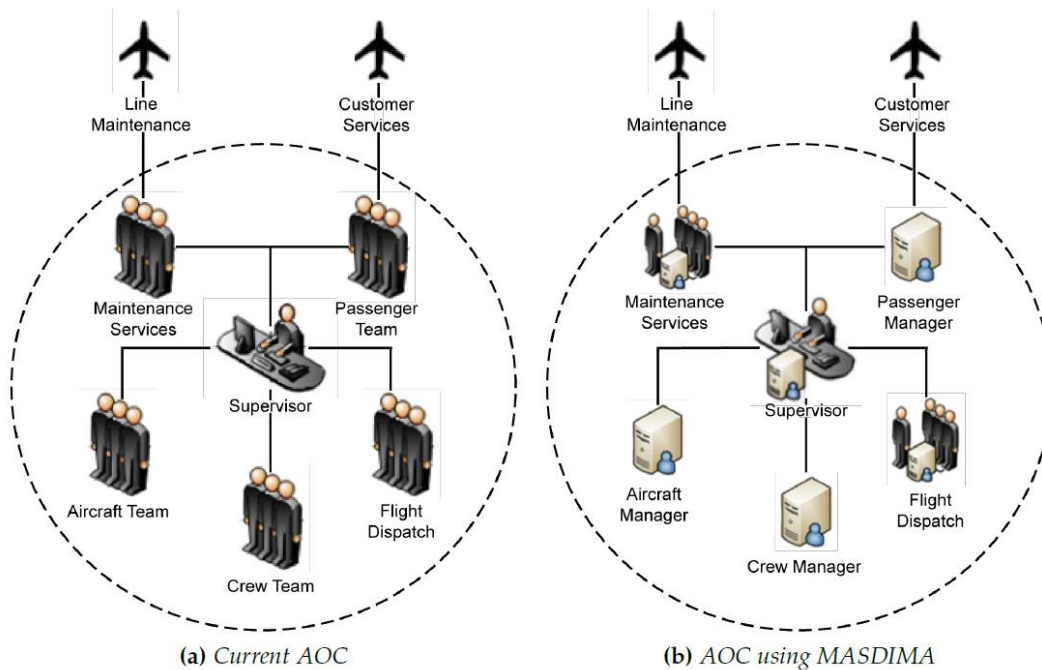 Line
Maintenance
Customer
Services
Maintenance
Services
Passenger
Team
Supervisor
Aircraft Team
Flight
Dispatch
Crew Team
(a) Current AOC
Line
Maintenance
Customer
Services
Maintenance
Services
Passenger
Manager
Supervisor
Aircraft
Manager
Flight
Dispatch
Crew Manager
(b) AOC using MASDIMA